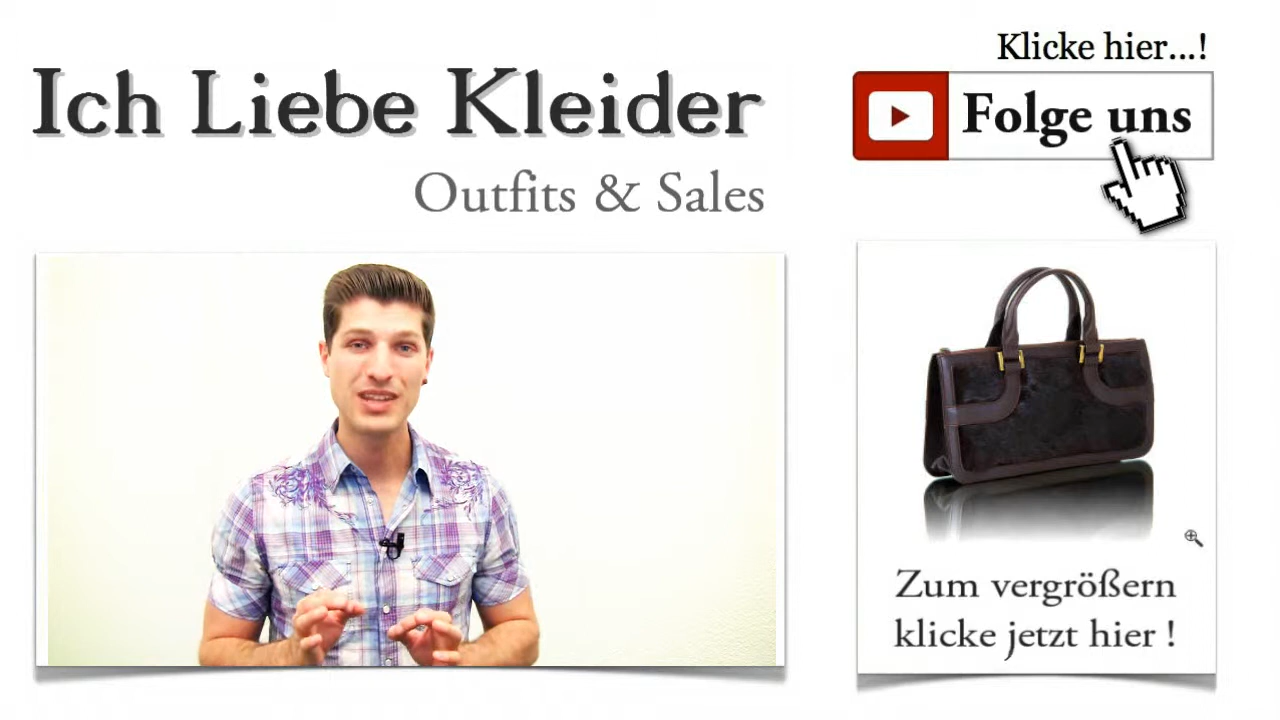 Ich Liebe Kleider
Outfits & Sales
Klicke hier...!
Folge uns
Zum vergrößern
klicke jetzt hier !